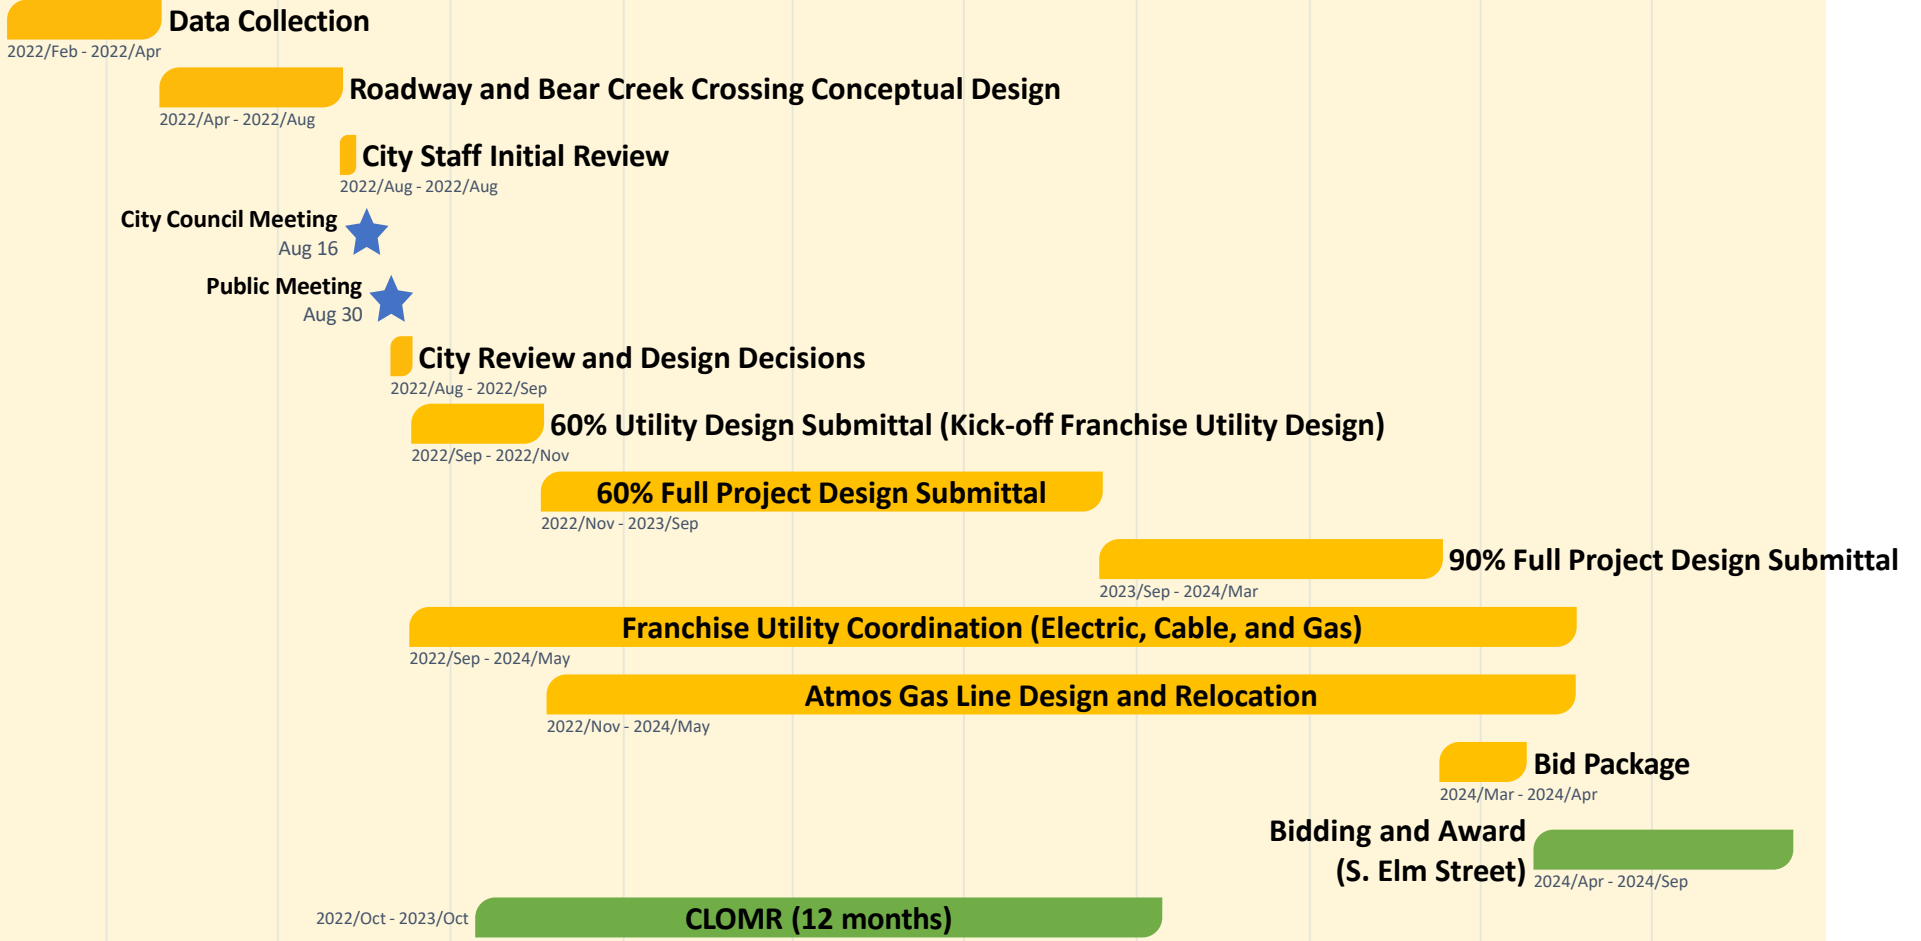 Data Collection
2022/Feb - 2022/Apr
Roadway and Bear Creek Crossing Conceptual Design
2022/Apr - 2022/Aug
City Staff Initial Review
2022/Aug - 2022/Aug
City Council Meeting
Aug 16
Public Meeting
Aug 30
City Review and Design Decisions
2022/Aug - 2022/Sep
60% Utility Design Submittal (Kick-off Franchise Utility Design)
2022/Sep - 2022/Nov
60% Full Project Design Submittal
2022/Nov - 2023/Sep
90% Full Project Design Submittal
2023/Sep - 2024/Mar
Franchise Utility Coordination (Electric, Cable, and Gas)
2022/Sep - 2024/May
Atmos Gas Line Design and Relocation
2022/Nov - 2024/May
Bid Package
2024/Mar - 2024/Apr
Bidding and Award
(S. Elm Street)
2024/Apr - 2024/Sep
2022/Oct - 2023/Oct
CLOMR (12 months)